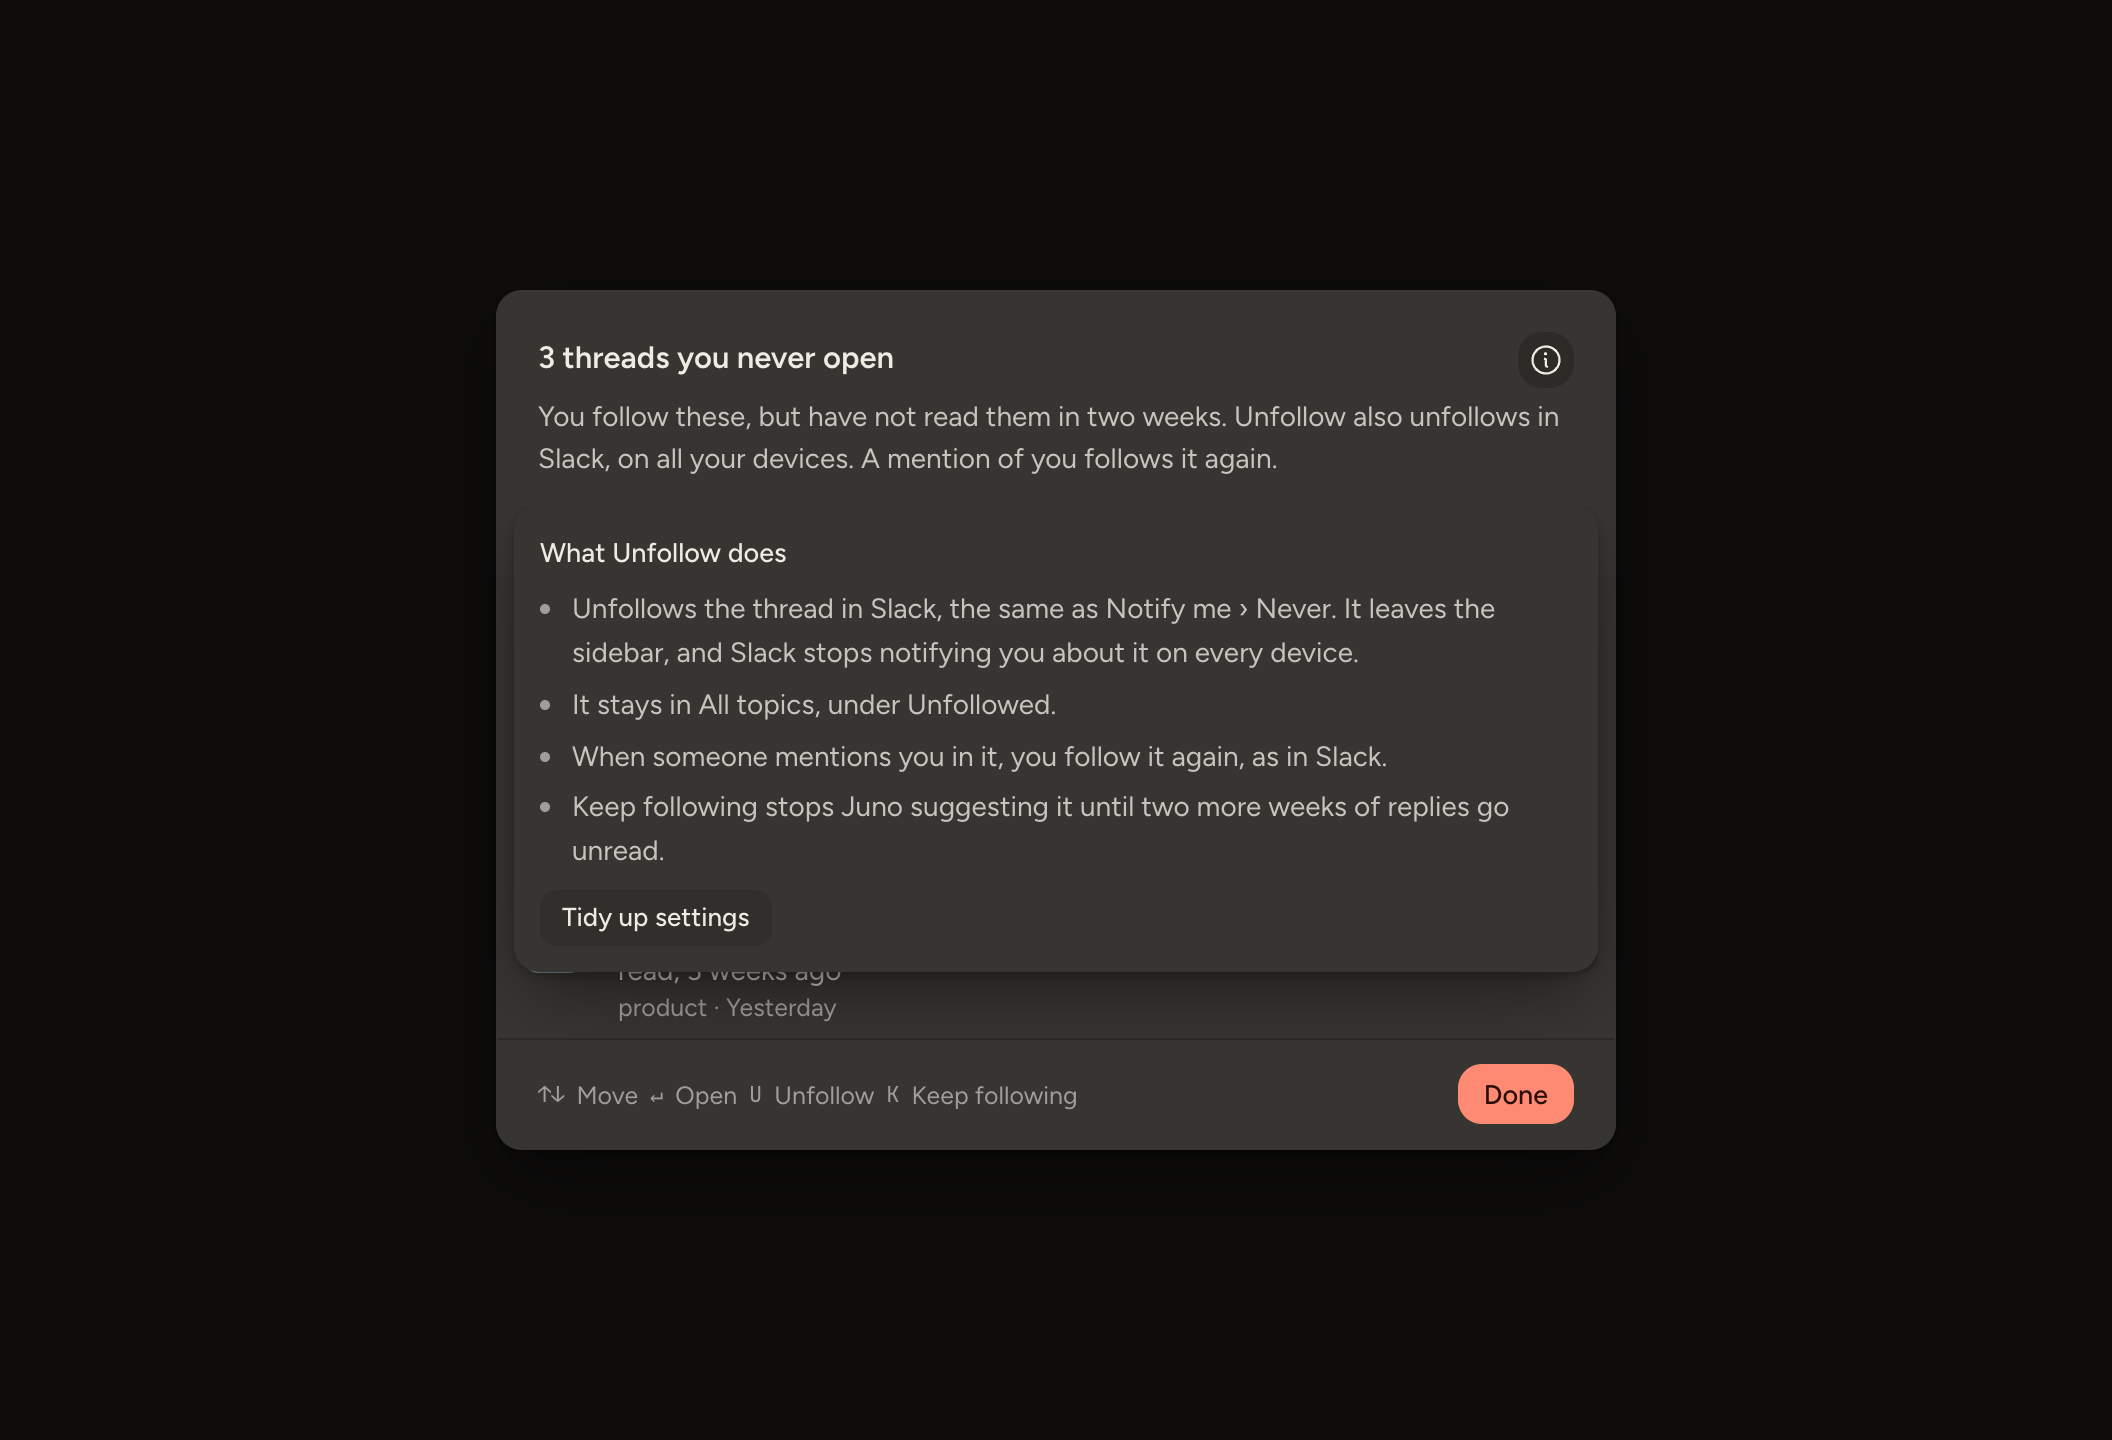 3 threads you never open
You follow these, but have not read them in two weeks. Unfollow also unfollows in
Slack, on all your devices. A mention of you follows it again.
What Unfollow does
• Unfollows the thread in Slack, the same as Notify me › Never. It leaves the
sidebar, and Slack stops notifying you about it on every device.
• It stays in All topics, under Unfollowed.
• When someone mentions you in it, you follow it again, as in Slack.
• Keep following stops Juno suggesting it until two more weeks of replies go
unread.
Tidy up settings
read, 3 weeks ago
product · Yesterday
↑↓ Move ↵ Open U Unfollow K Keep following
Done